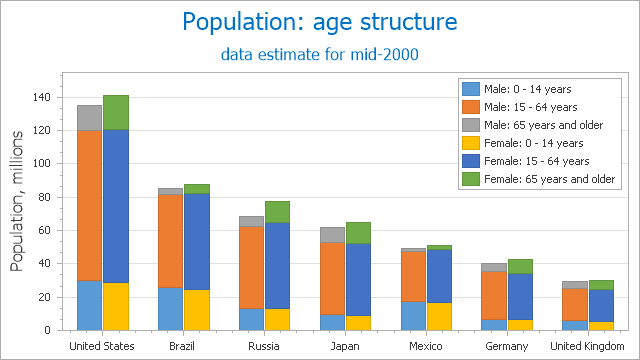 Population: age structure
data estimate for mid-2000
Population, millions
140
120
100
80
60
40
20
0
Male: 0 - 14 years
Male: 15 - 64 years
Male: 65 years and older
Female: 0 - 14 years
Female: 15 - 64 years
Female: 65 years and older
United States Brazil Russia Japan Mexico Germany United Kingdom